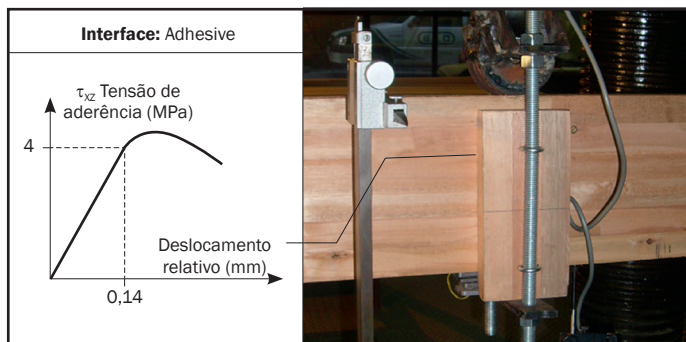 Interface: Adhesive
τxz Tensão de
aderência (MPa)
4
Deslocamento
relativo (mm)
0,14